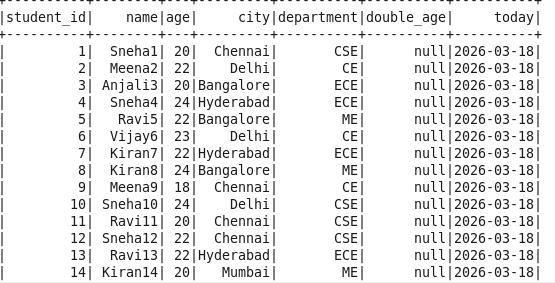 +----------+--------+---+---------+----------+----------+----------+
|student_id|    name|age|     city|department|double_age|     today|
+----------+--------+---+---------+----------+----------+----------+
|         1|  Sneha1| 20|  Chennai|       CSE|      null|2026-03-18|
|         2|  Meena2| 22|    Delhi|        CE|      null|2026-03-18|
|         3| Anjali3| 20|Bangalore|       ECE|      null|2026-03-18|
|         4|  Sneha4| 24|Hyderabad|       ECE|      null|2026-03-18|
|         5|   Ravi5| 22|Bangalore|        ME|      null|2026-03-18|
|         6|  Vijay6| 23|    Delhi|        CE|      null|2026-03-18|
|         7|  Kiran7| 22|Hyderabad|       ECE|      null|2026-03-18|
|         8|  Kiran8| 24|Bangalore|        ME|      null|2026-03-18|
|         9|  Meena9| 18|  Chennai|        CE|      null|2026-03-18|
|        10| Sneha10| 24|    Delhi|       CSE|      null|2026-03-18|
|        11|  Ravi11| 20|  Chennai|       CSE|      null|2026-03-18|
|        12| Sneha12| 22|  Chennai|       CSE|      null|2026-03-18|
|        13|  Ravi13| 22|Hyderabad|       ECE|      null|2026-03-18|
|        14| Kiran14| 20|   Mumbai|        ME|      null|2026-03-18|